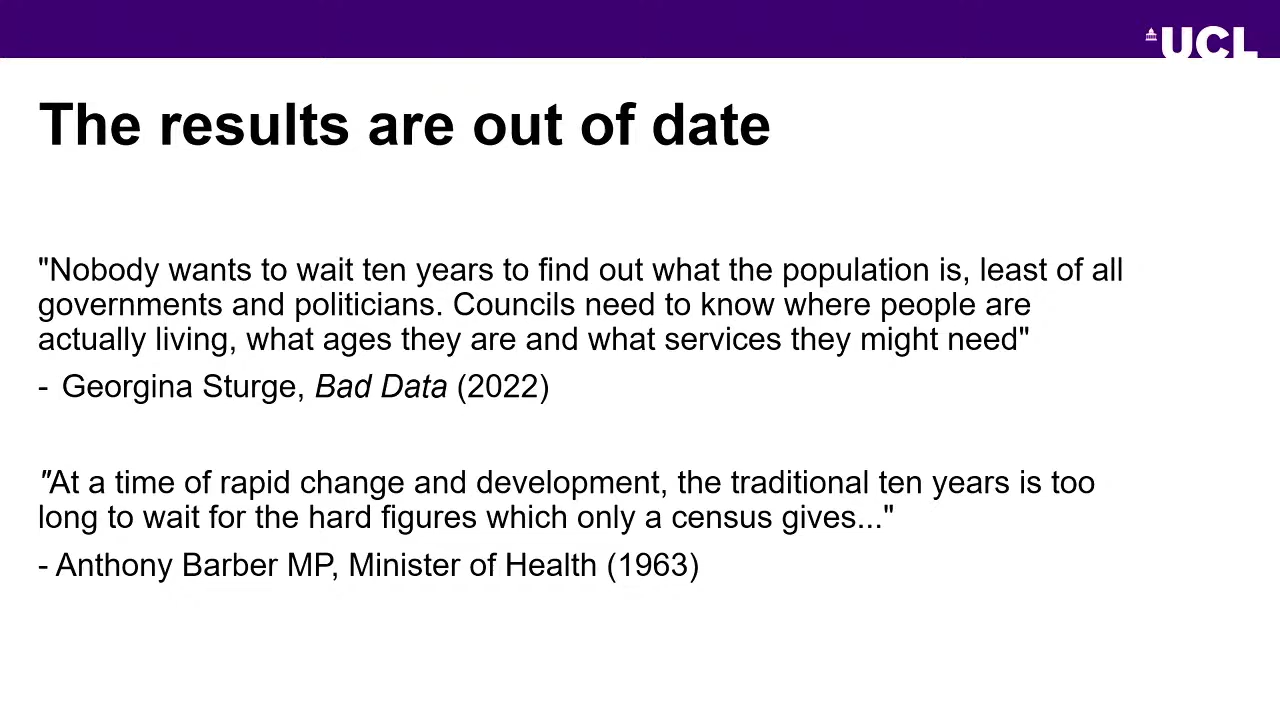 UCL
The results are out of date
"Nobody wants to wait ten years to find out what the population is, least of all
governments and politicians. Councils need to know where people are
actually living, what ages they are and what services they might need"
- Georgina Sturge, Bad Data (2022)
"At a time of rapid change and development, the traditional ten years is too
long to wait for the hard figures which only a census gives..."
- Anthony Barber MP, Minister of Health (1963)